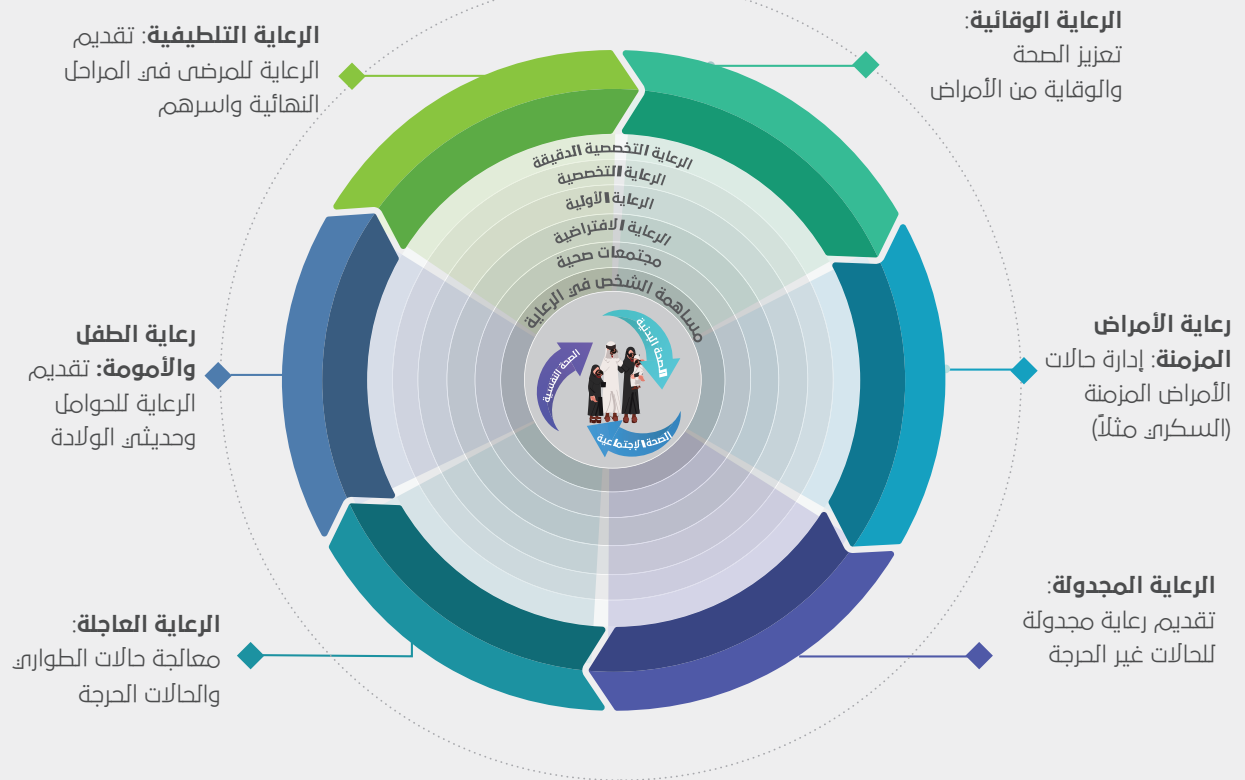 الرعاية الوقائية:
تعزيز الصحة
والوقاية من الأمراض
رعاية الأمراض
المزمنة: إدارة حالات
الأمراض المزمنة
(السكري مثلاً)
الرعاية المجدولة:
تقديم رعاية مجدولة
للحالات غير الحرجة
الرعاية العاجلة:
معالجة حالات الطواري
والحالات الحرجة
رعاية الطفل
والأمومة: تقديم
الرعاية للحوامل
وحديثي الولادة
الرعاية التلطيفية: تقديم
الرعاية للمرضى في المراحل
النهائية واسرهم
الرعاية التخصصية الدقيقة
الرعاية التخصصية
الرعاية الأولية
الرعاية الافتراضية
مجتمعات صحية
مساهمة الشخص في الرعاية
الصحة البدنية
الصحة الإجتماعية
الصحة النفسية